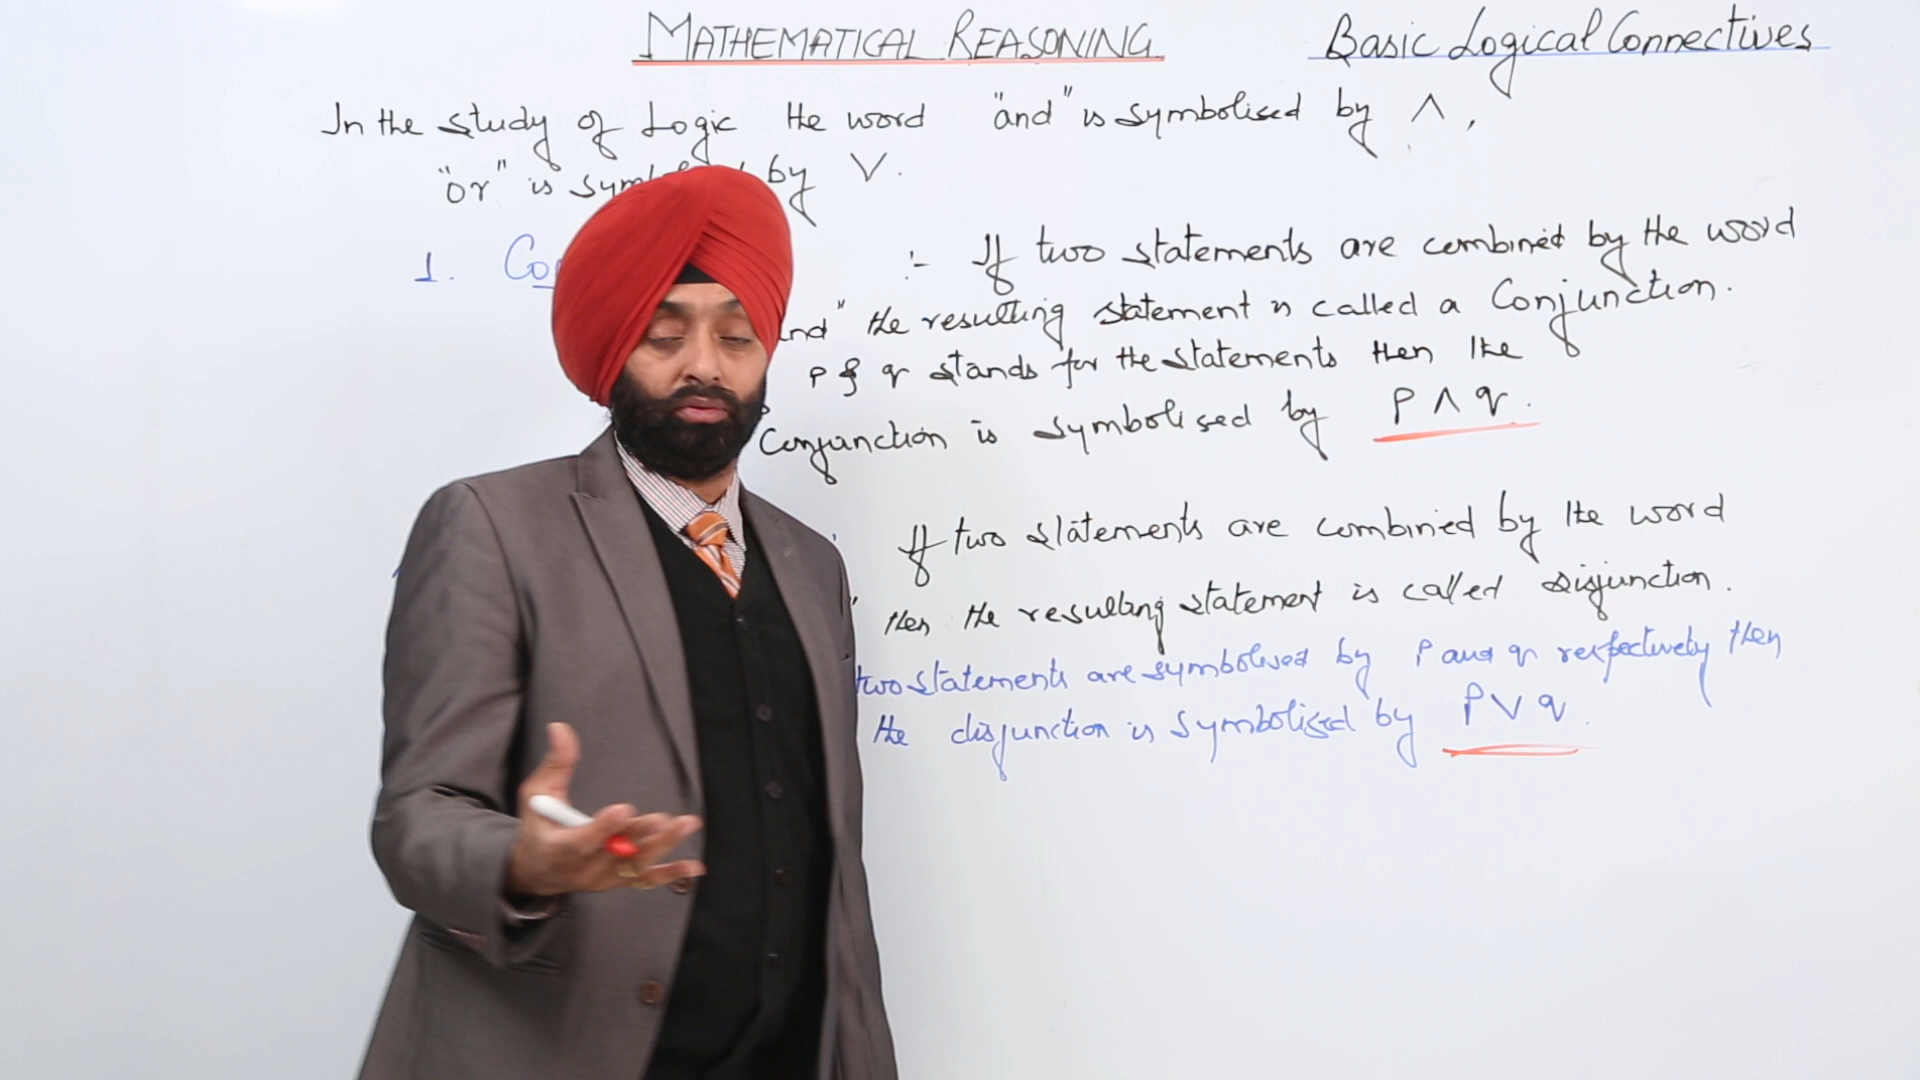 MATHEMATICAL REASONING Basic Logical Connectives
In the study of Logic the word "and" is symbolised by ∧,
"or" is by ∨.
1.
:- If two statements are combined by the word
the resulting statement is called a Conjunction.
p & q stands for the statements then the
Conjunction is symbolised by P ∧ q.
If two statements are combined by the word
then the resulting statement is called disjunction.
two statements are symbolised by P and q respectively then
the disjunction is symbolised by P ∨ q.